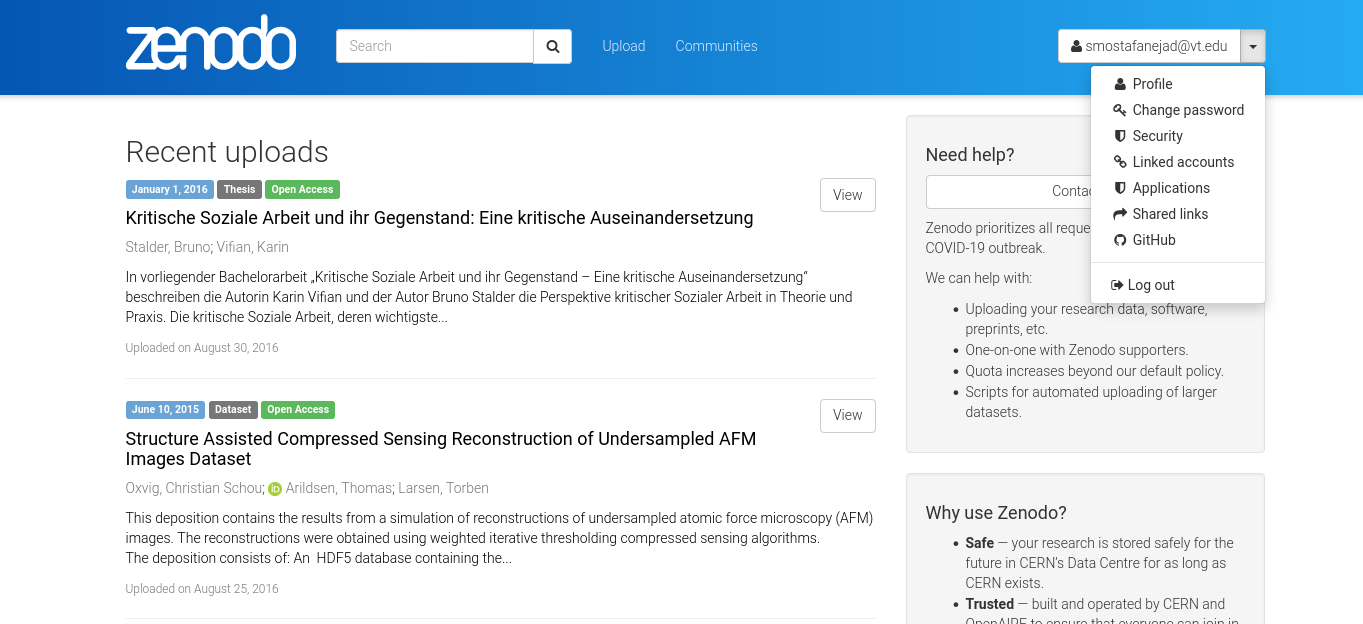 zenodo
Search
Upload
Communities
smostafanejad@vt.edu
Profile
Change password
Security
Linked accounts
Applications
Shared links
GitHub
Log out
Recent uploads
January 1, 2016 Thesis Open Access
View
Kritische Soziale Arbeit und ihr Gegenstand: Eine kritische Auseinandersetzung
Stalder, Bruno; Vifian, Karin
In vorliegender Bachelorarbeit „Kritische Soziale Arbeit und ihr Gegenstand – Eine kritische Auseinandersetzung“
beschreiben die Autorin Karin Vifian und der Autor Bruno Stalder die Perspektive kritischer Sozialer Arbeit in Theorie und
Praxis. Die kritische Soziale Arbeit, deren wichtigste...
Uploaded on August 30, 2016
June 10, 2015 Dataset Open Access
View
Structure Assisted Compressed Sensing Reconstruction of Undersampled AFM
Images Dataset
Oxvig, Christian Schou; iD Arildsen, Thomas; Larsen, Torben
This deposition contains the results from a simulation of reconstructions of undersampled atomic force microscopy (AFM)
images. The reconstructions were obtained using weighted iterative thresholding compressed sensing algorithms.
The deposition consists of: An HDF5 database containing the...
Uploaded on August 25, 2016
Need help?
Zenodo prioritizes all
COVID-19 outbreak.
We can help with:
• Uploading your research data, software,
preprints, etc.
• One-on-one with Zenodo supporters.
• Quota increases beyond our default policy.
• Scripts for automated uploading of larger
datasets.
Why use Zenodo?
• Safe — your research is stored safely for the
future in CERN's Data Centre for as long as
CERN exists.
• Trusted — built and operated by CERN and
OpenAIRE to ensure that everyone can join in